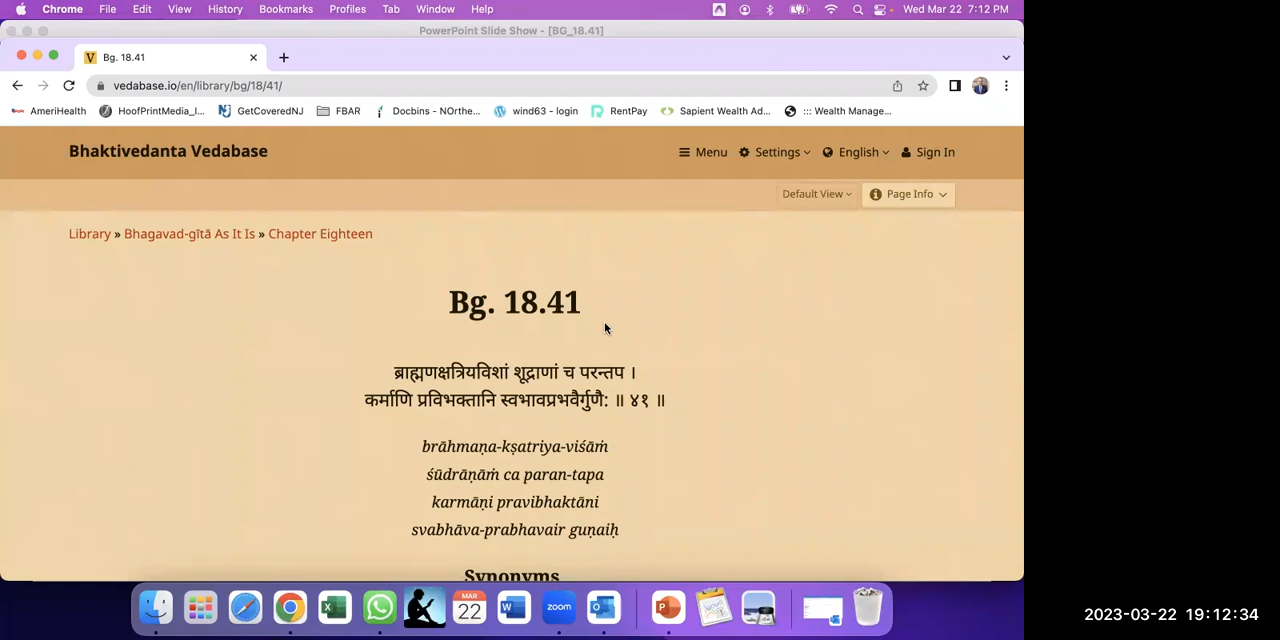 Chrome File Edit View History Bookmarks Profiles Tab Window Help Wed Mar 22 7:12 PM
PowerPoint Slide Show - [BG_18.41]
Bg. 18.41
vedabase.io/en/library/bg/18/41/
AmeriHealth HoofPrintMedia_I... GetCoveredNJ FBAR Docbins - NOrthe... wind63 - login RentPay Sapient Wealth Ad... ::: Wealth Manage...
Bhaktivedanta Vedabase Menu Settings English Sign In
Default View Page Info
Library » Bhagavad-gītā As It Is » Chapter Eighteen
Bg. 18.41
ब्राह्मणक्षत्रियविशां शूद्राणां च परन्तप ।
कर्माणि प्रविभक्तानि स्वभावप्रभवैर्गुणै: ॥ ४१ ॥
brāhmaṇa-kṣatriya-viśāṁ
śūdrāṇāṁ ca paran-tapa
karmāṇi pravibhaktāni
svabhāva-prabhavair guṇaiḥ
Synonyms
MAR
22
zoom
2023-03-22 19:12:34